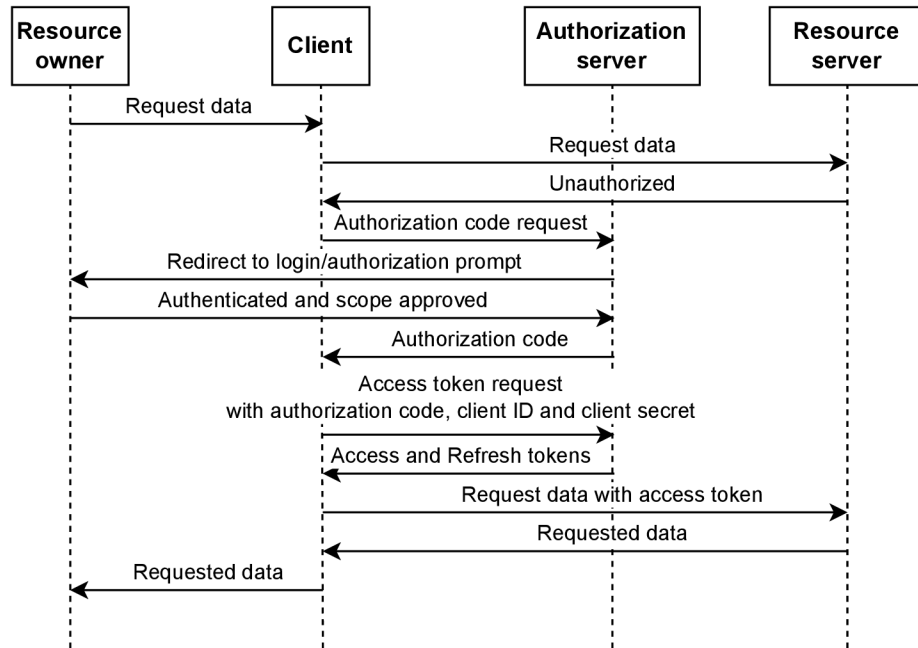 Resource
owner
Client
Authorization
server
Resource
server
Request data
Request data
Unauthorized
Authorization code request
Redirect to login/authorization prompt
Authenticated and scope approved
Authorization code
Access token request
with authorization code, client ID and client secret
Access and Refresh tokens
Request data with access token
Requested data
Requested data